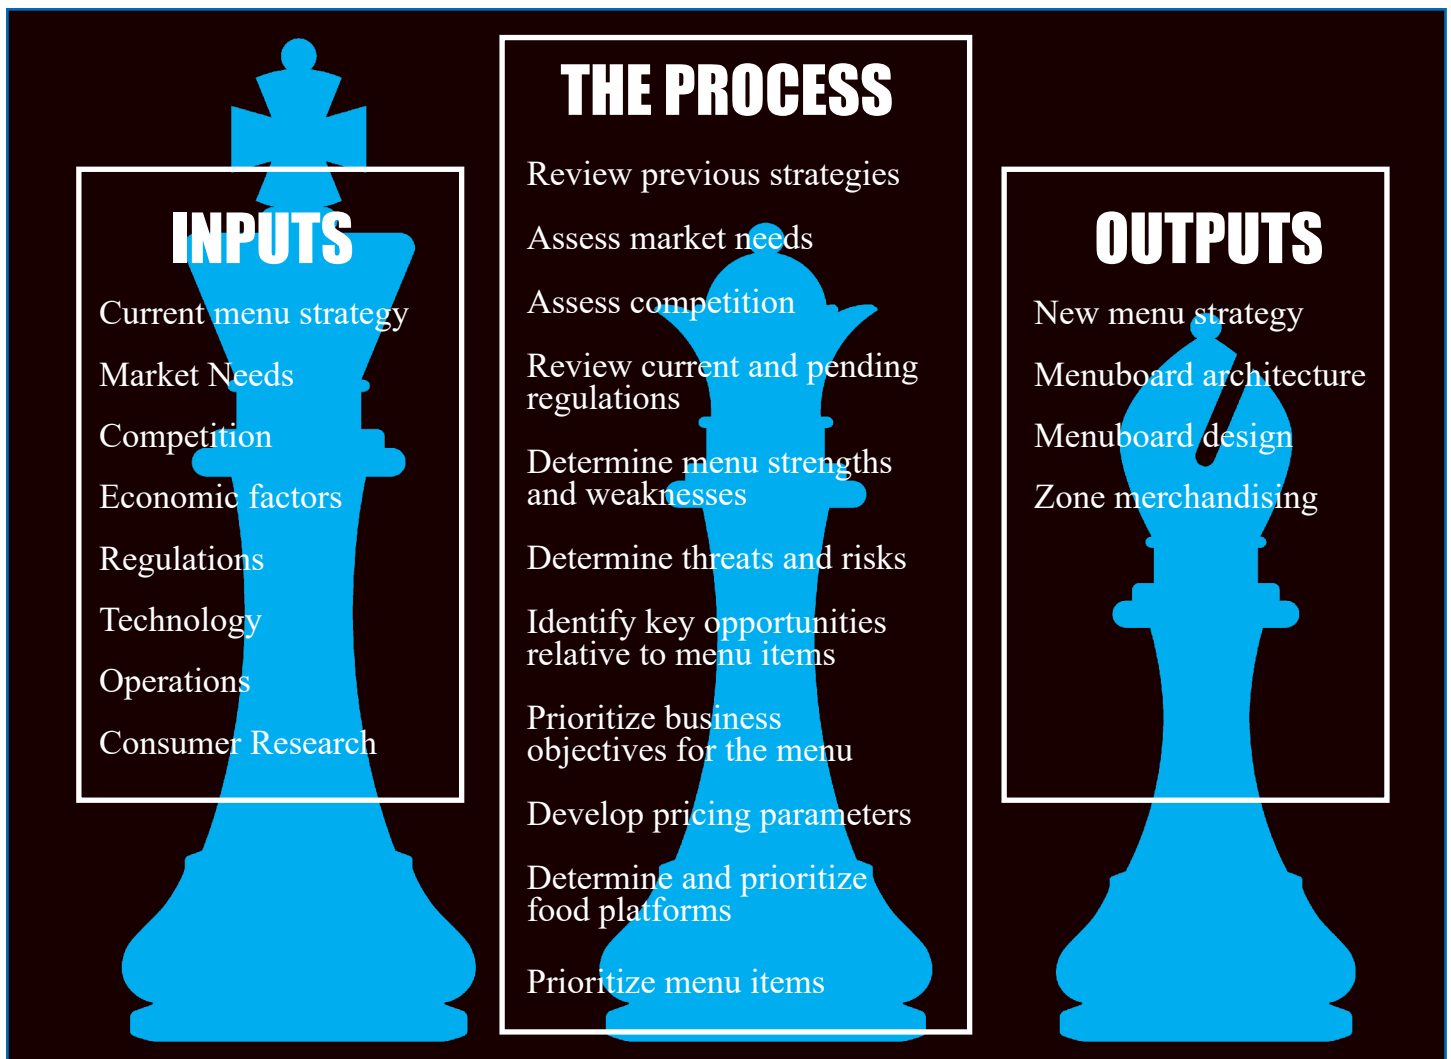 INPUTS
Current menu strategy
Market Needs
Competition
Economic factors
Regulations
Technology
Operations
Consumer Research
THE PROCESS
Review previous strategies
Assess market needs
Assess competition
Review current and pending
regulations
Determine menu strengths
and weaknesses
Determine threats and risks
Identify key opportunities
relative to menu items
Prioritize business
objectives for the menu
Develop pricing parameters
Determine and prioritize
food platforms
Prioritize menu items
OUTPUTS
New menu strategy
Menuboard architecture
Menuboard design
Zone merchandising